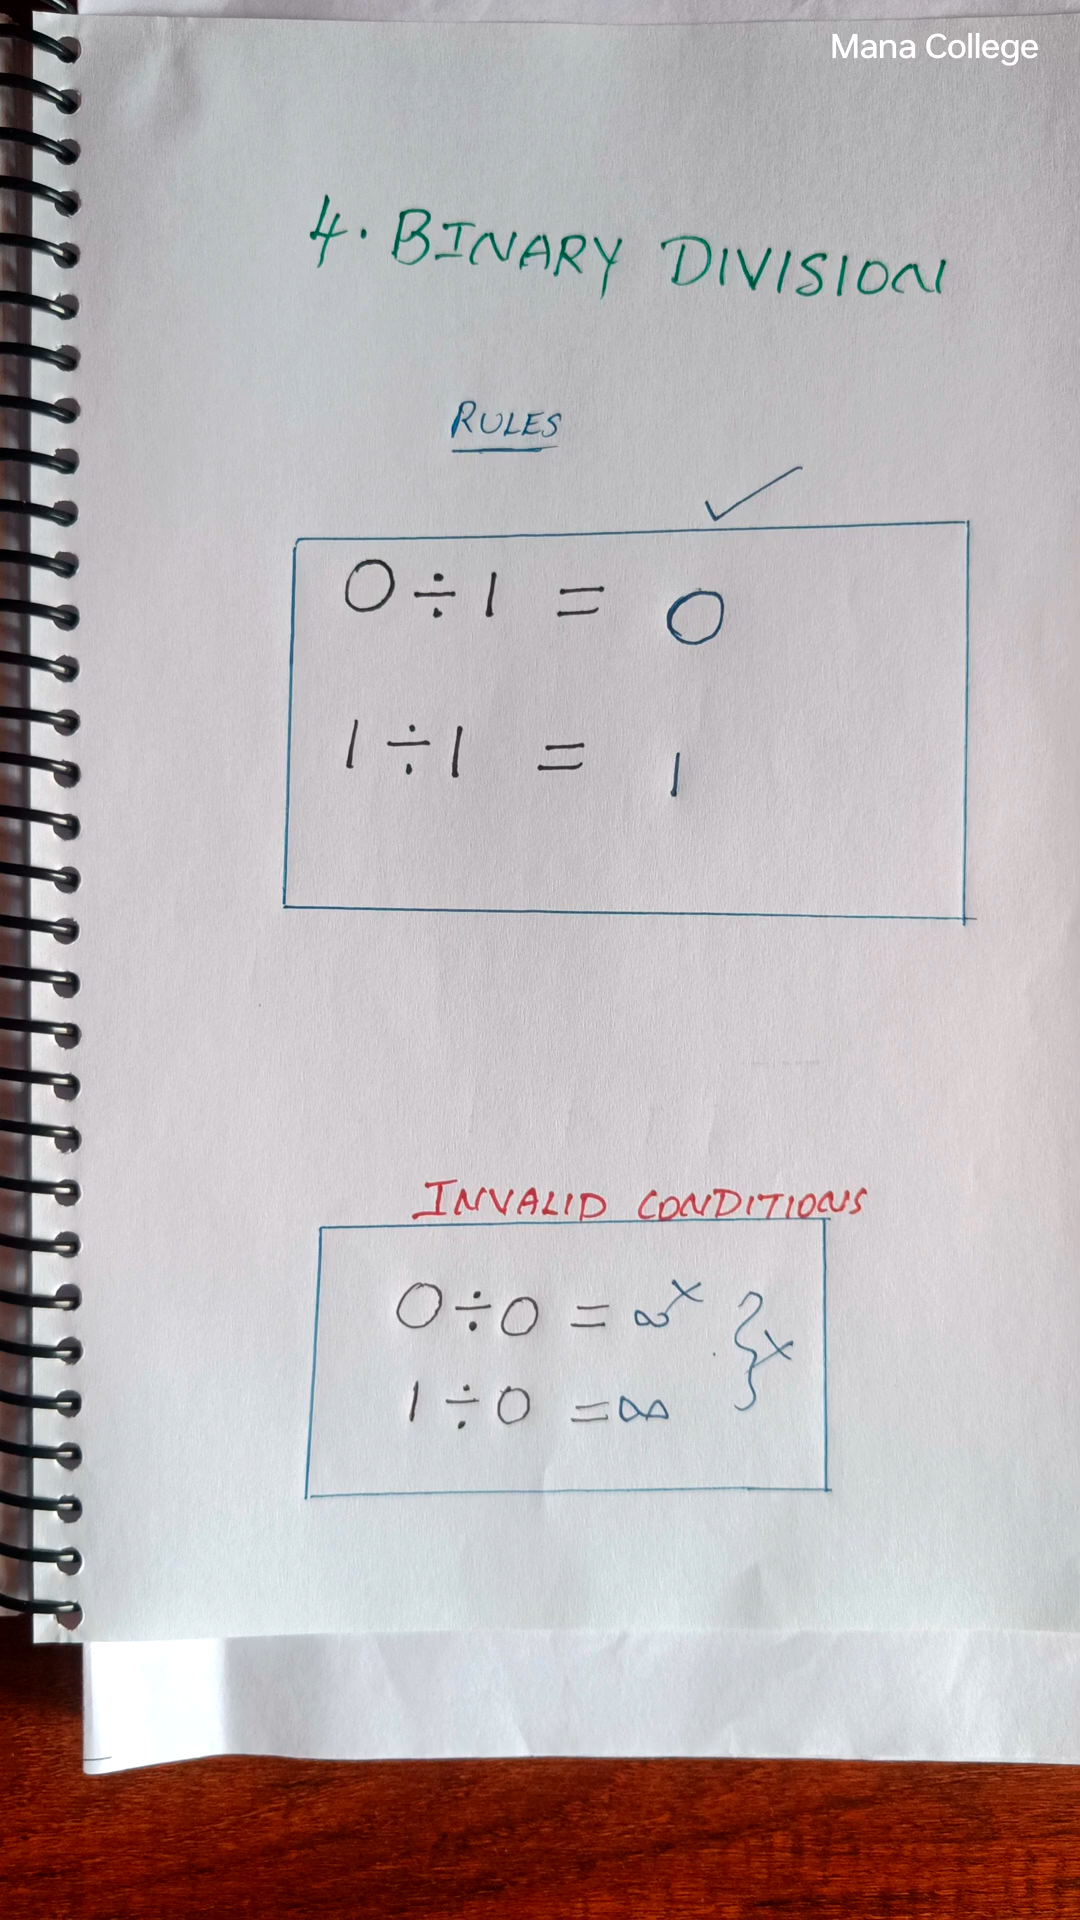 Mana College
4. BINARY DIVISION
RULES
✓
0 ÷ 1 = 0
1 ÷ 1 = 1
INVALID CONDITIONS
0 ÷ 0 = ∞ x } x
1 ÷ 0 = ∞